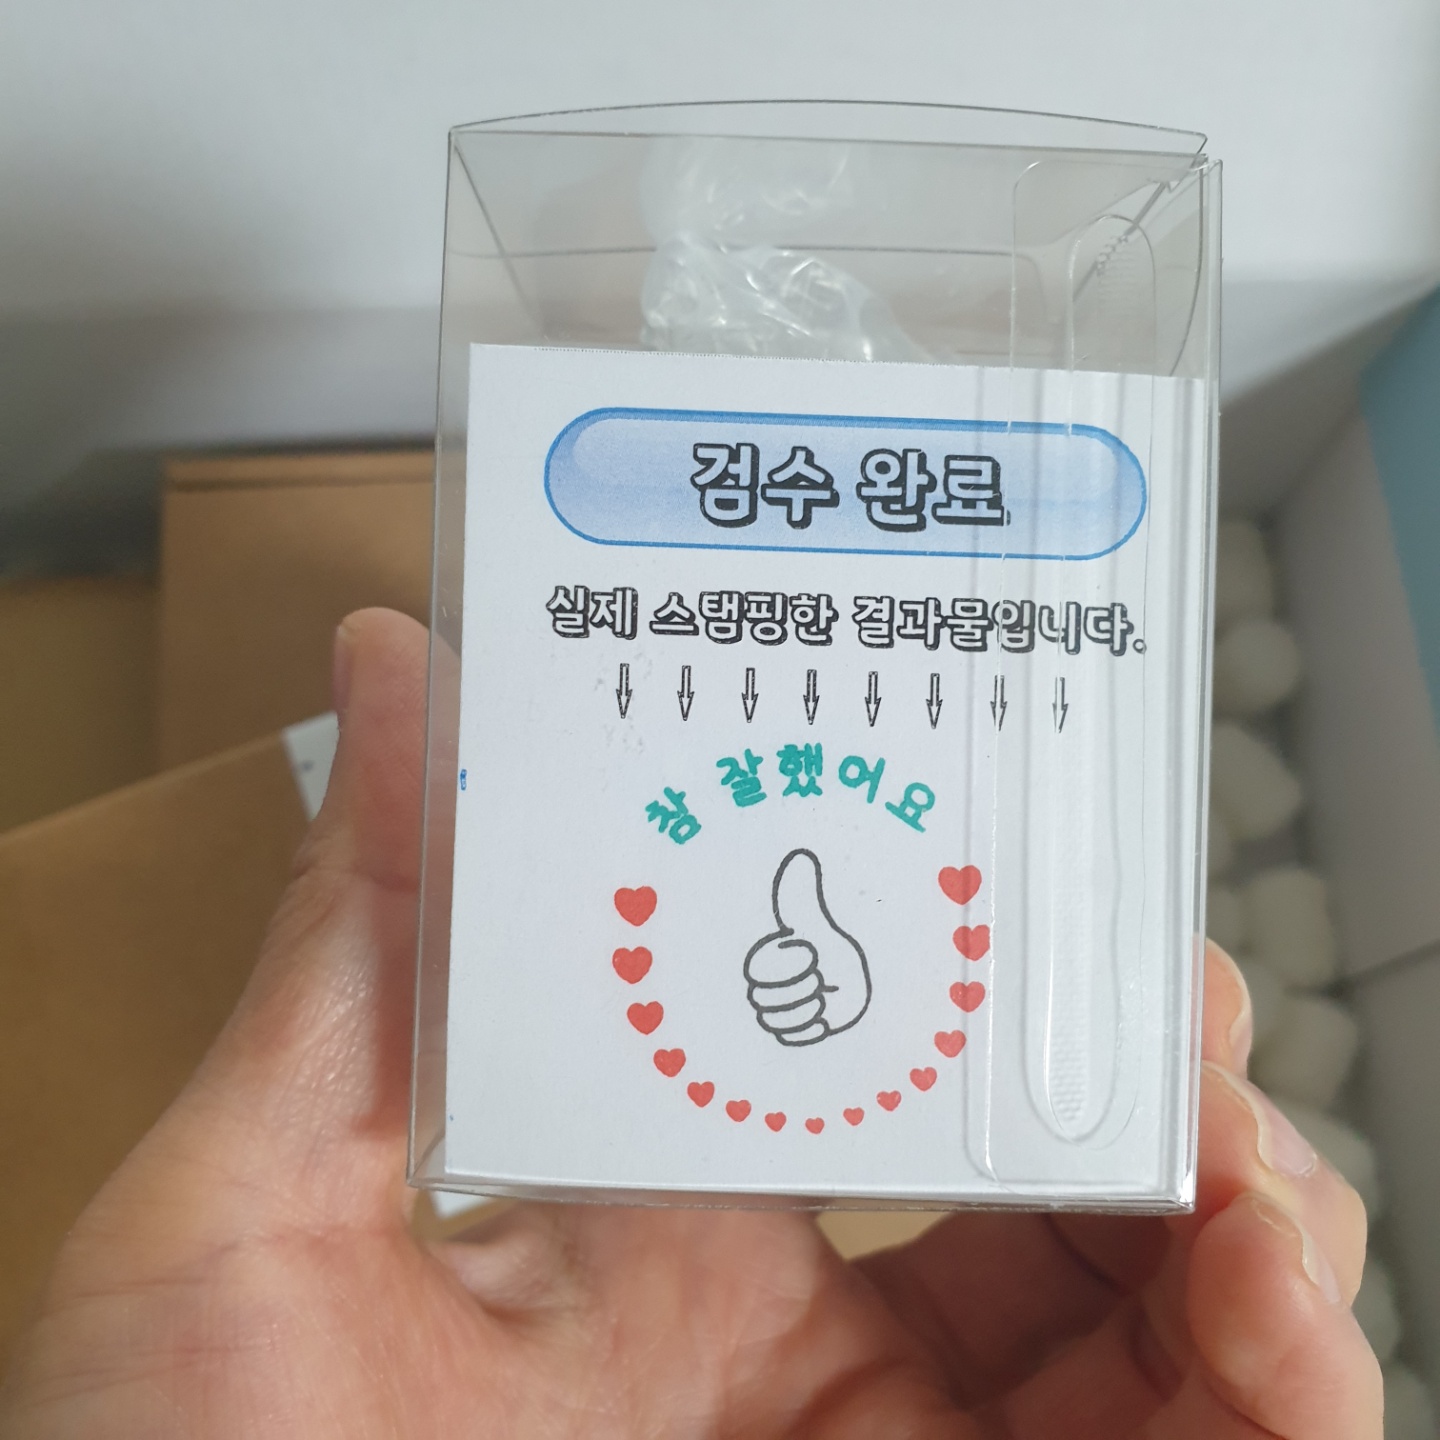 검수 완료
실제 스탬핑한 결과물입니다.
참 잘했어요